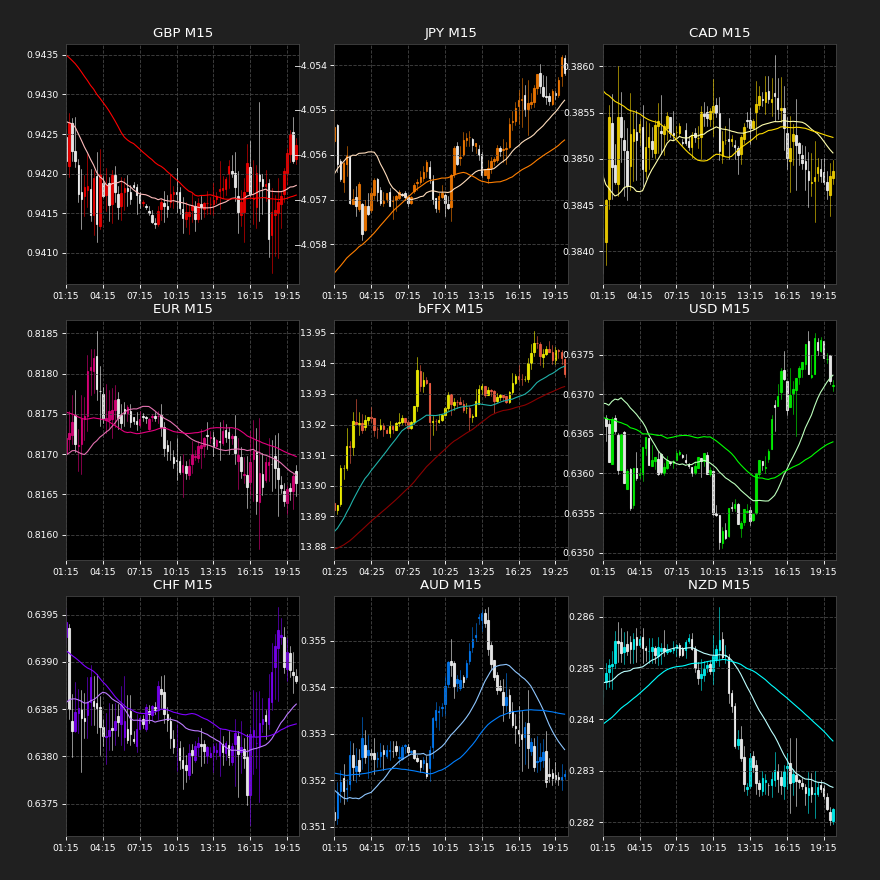 GBP M15
JPY M15
CAD M15
0.9435
0.9430
0.9425
0.9420
0.9415
0.9410
−4.054
−4.055
−4.056
−4.057
−4.058
0.3860
0.3855
0.3850
0.3845
0.3840
01:15 04:15 07:15 10:15 13:15 16:15 19:15
01:15 04:15 07:15 10:15 13:15 16:15 19:15
01:15 04:15 07:15 10:15 13:15 16:15 19:15
EUR M15
bFFX M15
USD M15
0.8185
0.8180
0.8175
0.8170
0.8165
0.8160
13.95
13.94
13.93
13.92
13.91
13.90
13.89
13.88
0.6375
0.6370
0.6365
0.6360
0.6355
0.6350
01:15 04:15 07:15 10:15 13:15 16:15 19:15
01:25 04:25 07:25 10:25 13:25 16:25 19:25
01:15 04:15 07:15 10:15 13:15 16:15 19:15
CHF M15
AUD M15
NZD M15
0.6395
0.6390
0.6385
0.6380
0.6375
0.355
0.354
0.353
0.352
0.351
0.286
0.285
0.284
0.283
0.282
01:15 04:15 07:15 10:15 13:15 16:15 19:15
01:15 04:15 07:15 10:15 13:15 16:15 19:15
01:15 04:15 07:15 10:15 13:15 16:15 19:15